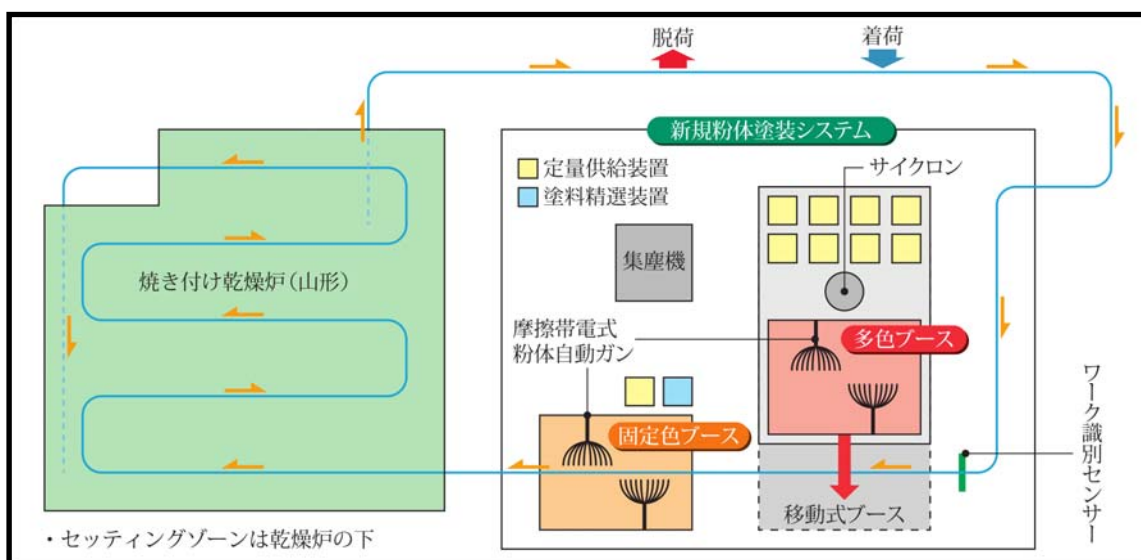 脱荷
着荷
新規粉体塗装システム
定量供給装置
塗料精選装置
サイクロン
集塵機
焼き付け乾燥炉(山形)
摩擦帯電式
粉体自動ガン
多色ブース
固定色ブース
ワーク識別センサー
移動式ブース
・セッティングゾーンは乾燥炉の下